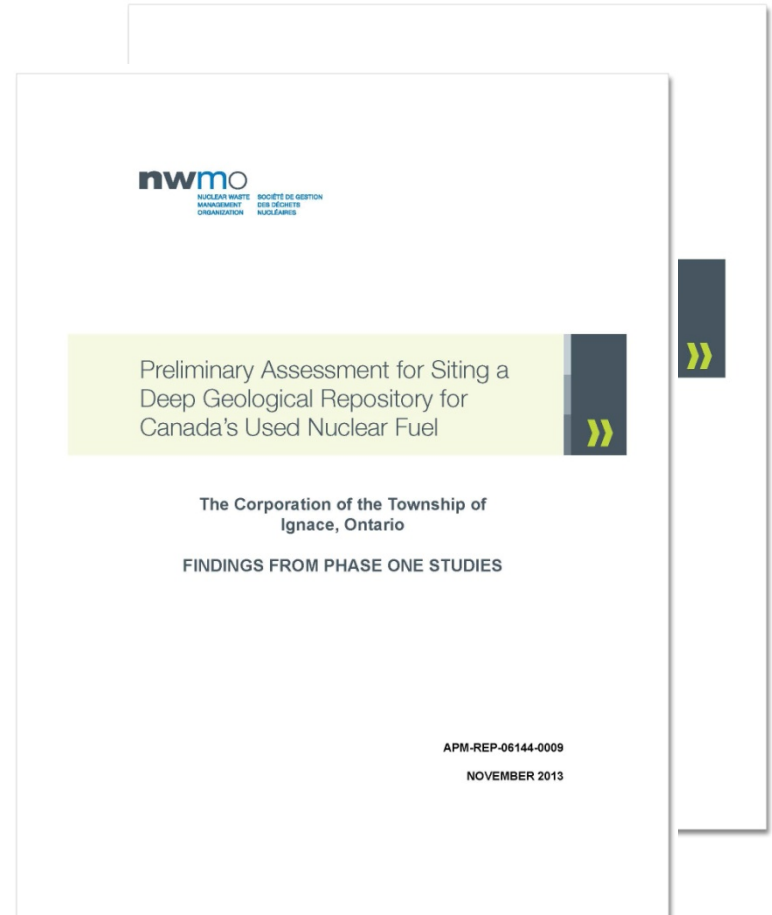 nwmo
NUCLEAR WASTE SOCIÉTÉ DE GESTION
MANAGEMENT DES DÉCHETS
ORGANIZATION NUCLÉAIRES
Preliminary Assessment for Siting a
Deep Geological Repository for
Canada's Used Nuclear Fuel
The Corporation of the Township of
Ignace, Ontario
FINDINGS FROM PHASE ONE STUDIES
APM-REP-06144-0009
NOVEMBER 2013